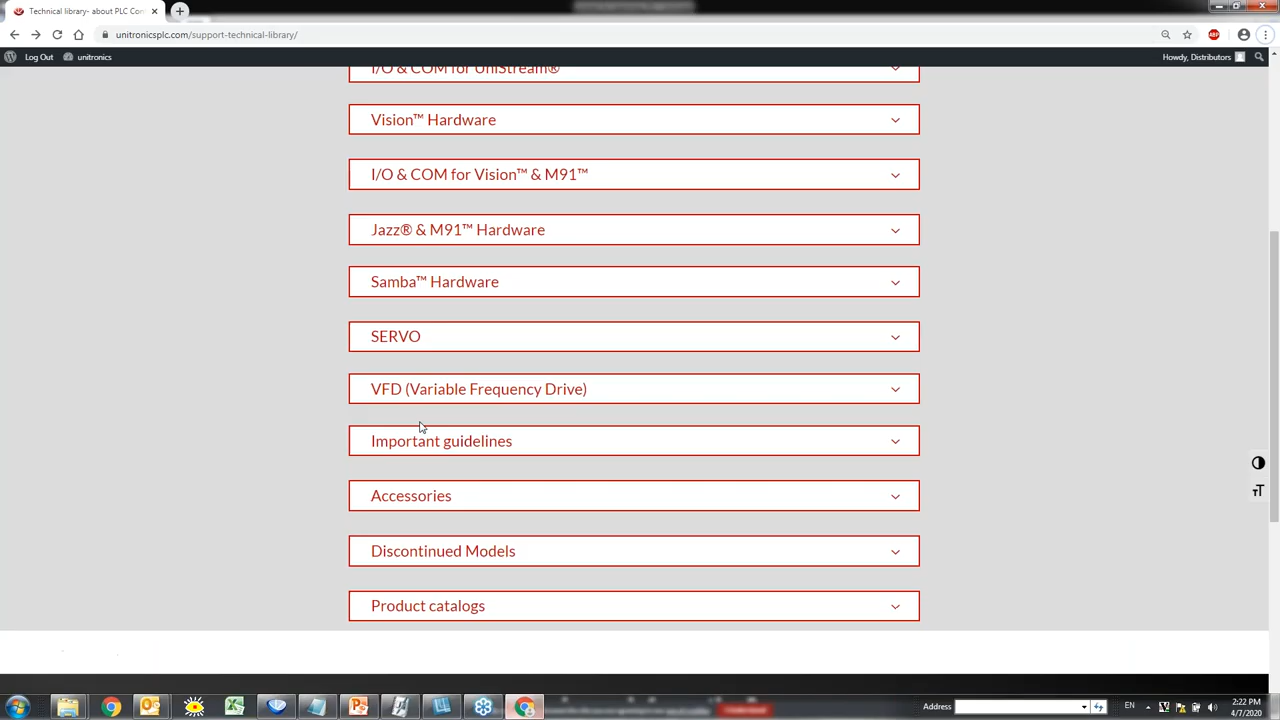 Technical library- about PLC Con
unitronicsplc.com/support-technical-library/
ABP
Log Out unitronics Howdy, Distributors
I/O & COM for UniStream®
Vision™ Hardware
I/O & COM for Vision™ & M91™
Jazz® & M91™ Hardware
Samba™ Hardware
SERVO
VFD (Variable Frequency Drive)
Important guidelines
Accessories
Discontinued Models
Product catalogs
Address EN 2:22 PM
4/7/2020